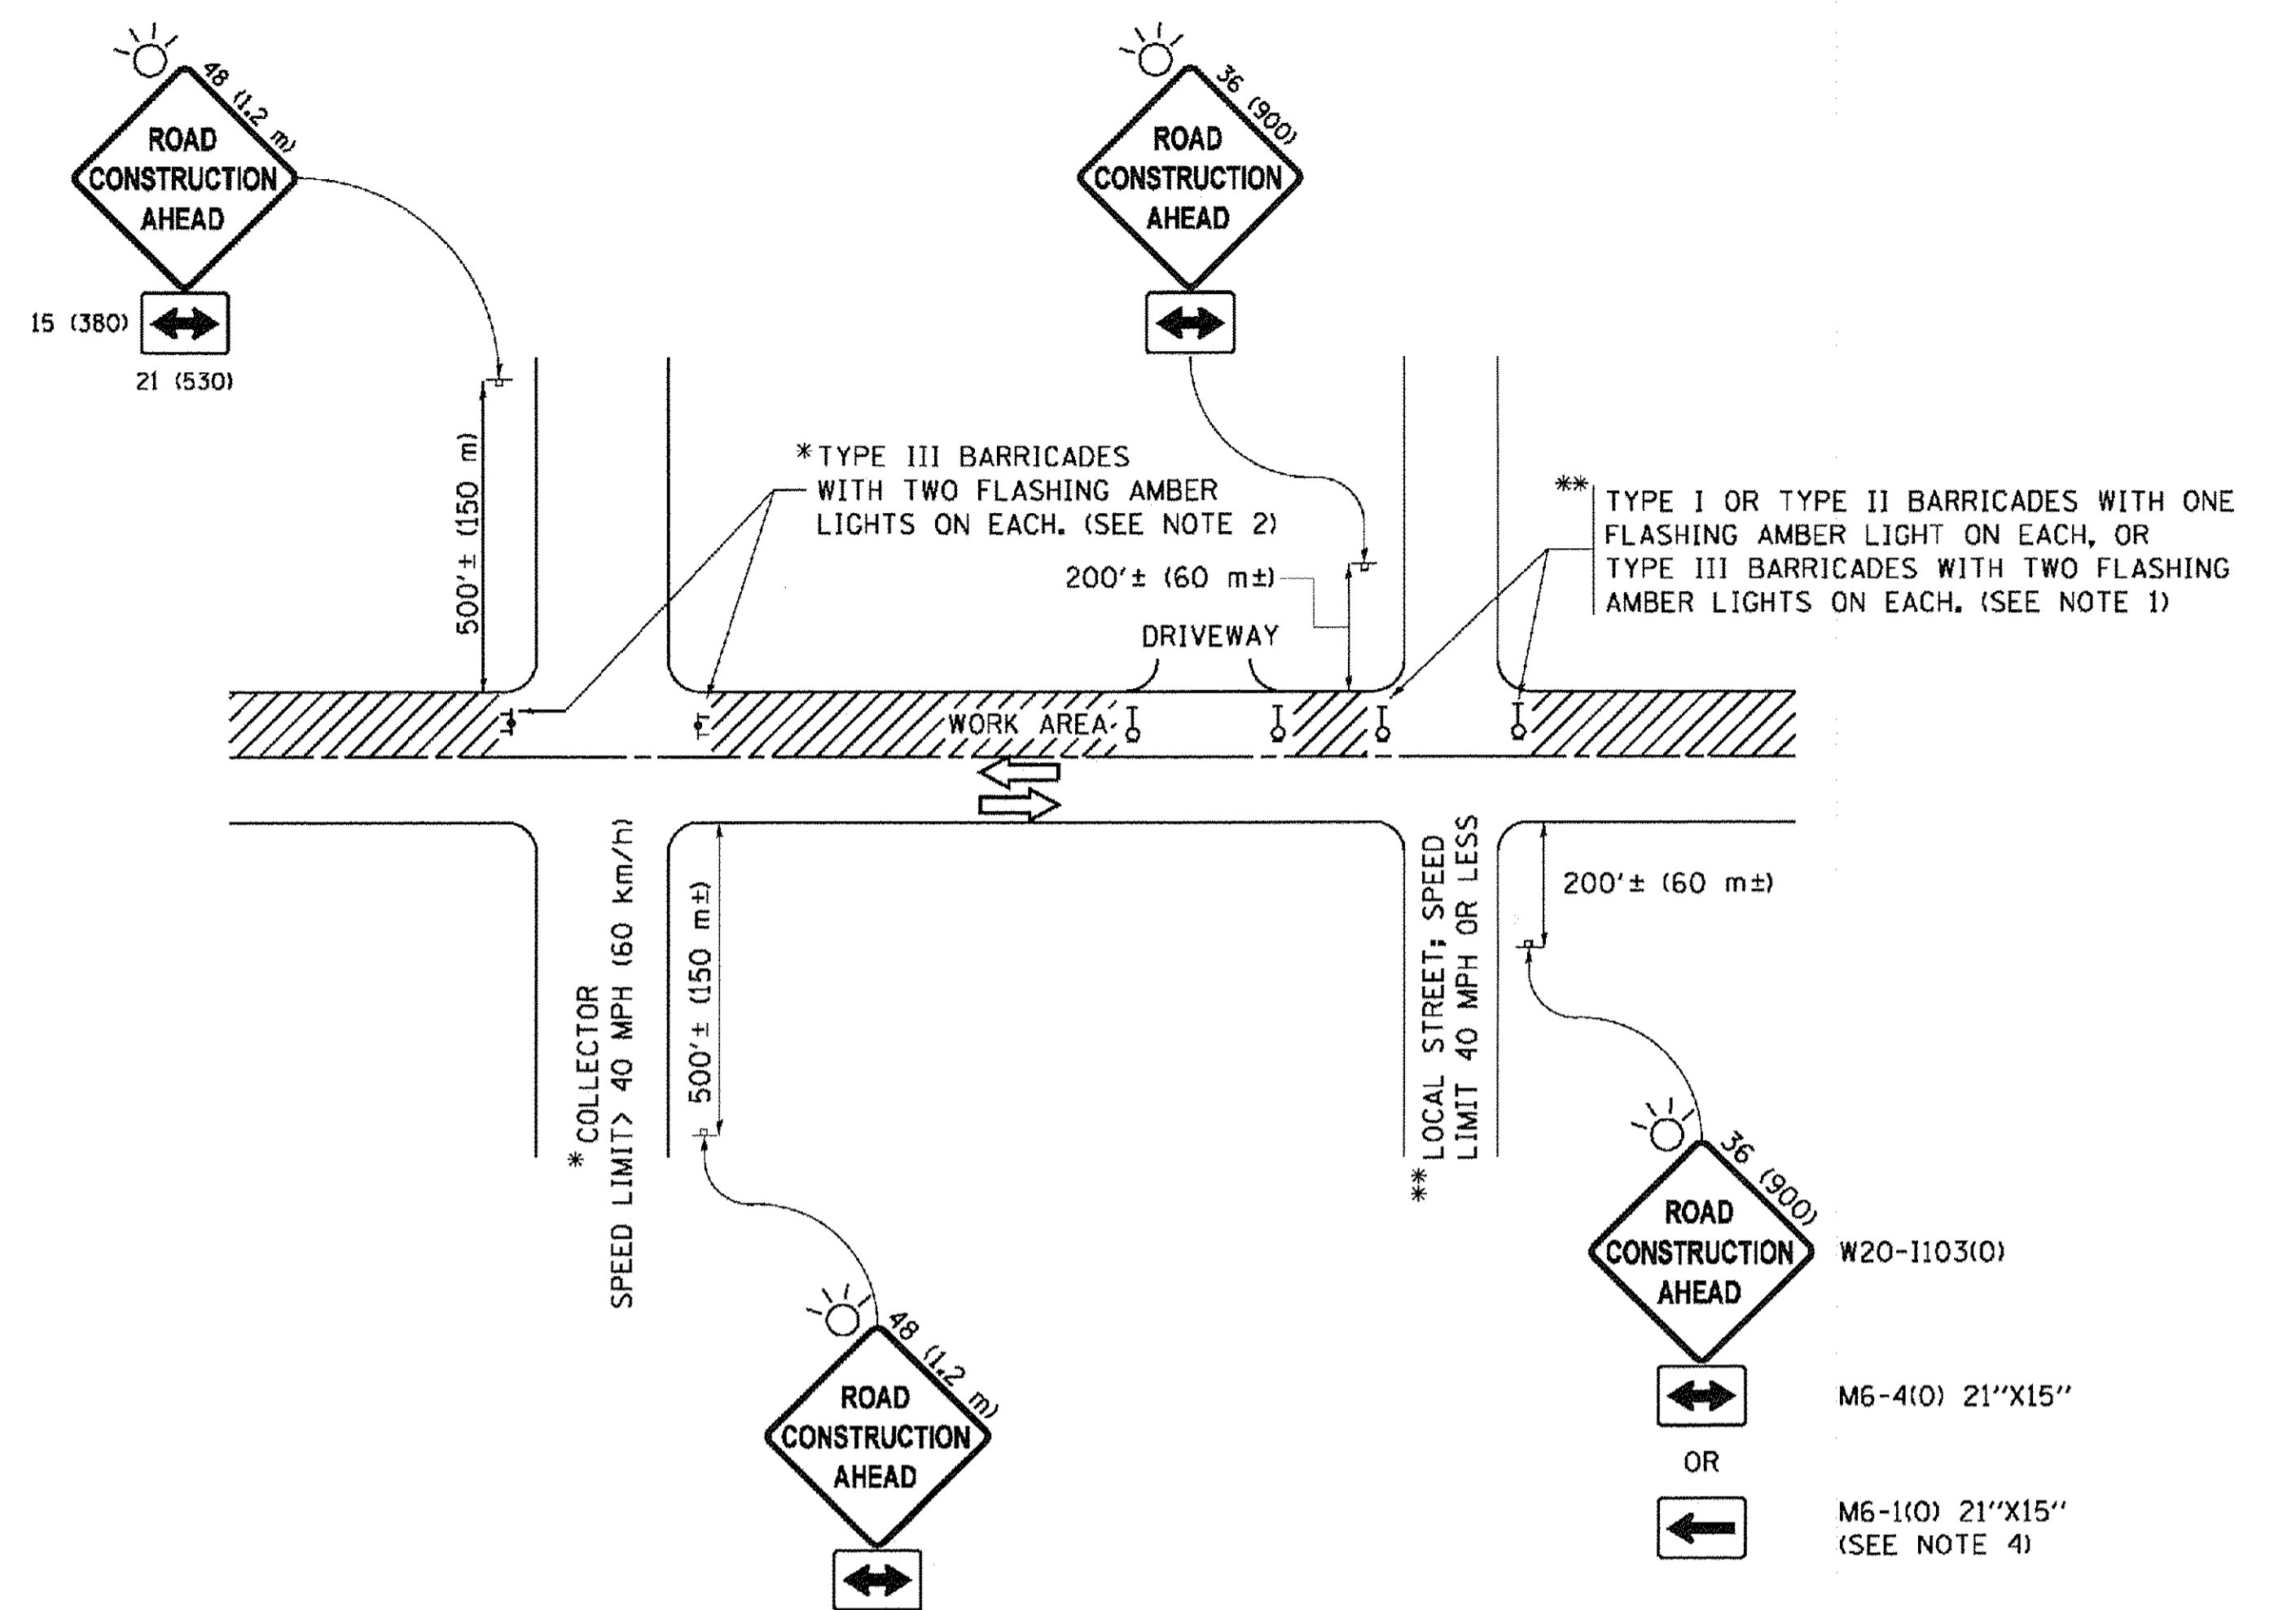 48 (1.2 m)
ROAD
CONSTRUCTION
AHEAD
15 (380)
21 (530)
36 (900)
ROAD
CONSTRUCTION
AHEAD
500'± (150 m)
*TYPE III BARRICADES
WITH TWO FLASHING AMBER
LIGHTS ON EACH. (SEE NOTE 2)
200'± (60 m±)
DRIVEWAY
** TYPE I OR TYPE II BARRICADES WITH ONE
FLASHING AMBER LIGHT ON EACH, OR
TYPE III BARRICADES WITH TWO FLASHING
AMBER LIGHTS ON EACH. (SEE NOTE 1)
WORK AREA
* COLLECTOR
SPEED LIMIT> 40 MPH (60 km/h)
500'± (150 m±)
** LOCAL STREET; SPEED
LIMIT 40 MPH OR LESS
200'± (60 m±)
48 (1.2 m)
ROAD
CONSTRUCTION
AHEAD
36 (900)
ROAD
CONSTRUCTION
AHEAD
W20-I103(O)
M6-4(O) 21"X15"
OR
M6-1(O) 21"X15"
(SEE NOTE 4)